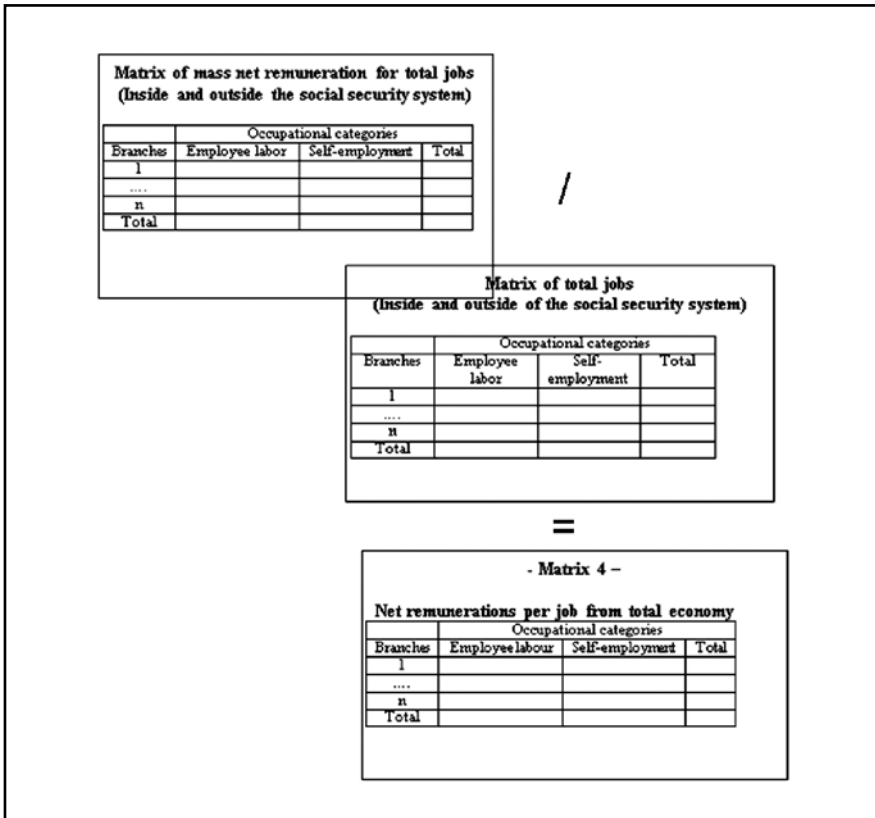 Matrix of mass net remuneration for total jobs
(Inside and outside the social security system)
Occupational categories
Branches Employee labor Self-employment Total
1
....
n
Total
/
Matrix of total jobs
(Inside and outside of the social security system)
Occupational categories
Branches Employee Self- Total
labor employment
1
....
n
Total
=
- Matrix 4 –
Net remunerations per job from total economy
Occupational categories
Branches Employee labour Self-employment Total
1
....
n
Total